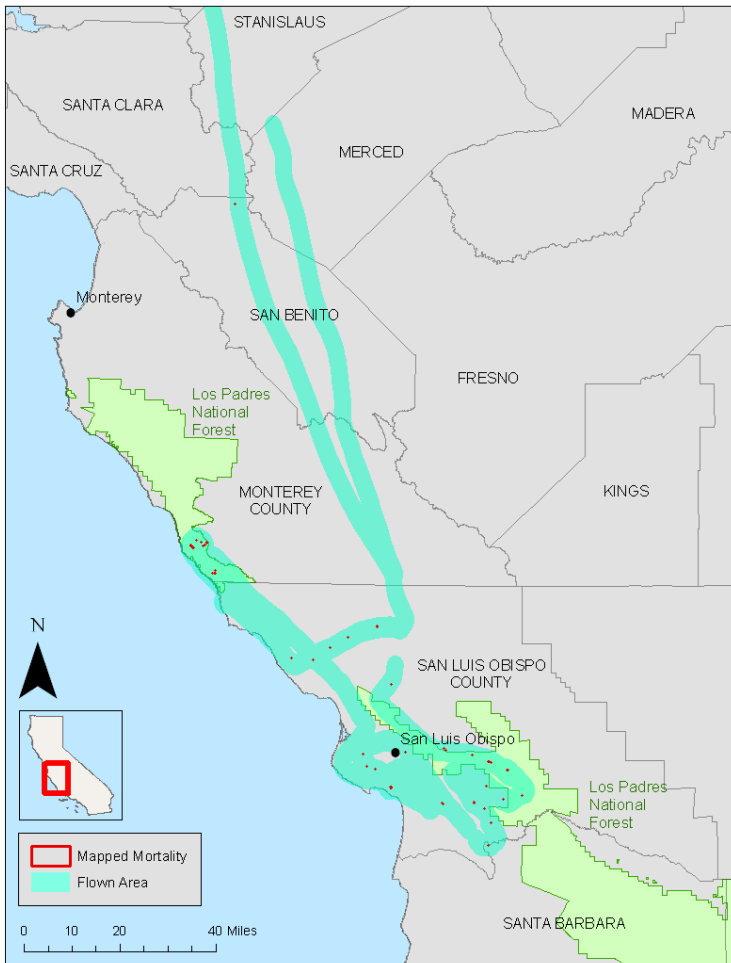 STANISLAUS
SANTA CLARA
MADERA
MERCED
SANTA CRUZ
Monterey
SAN BENITO
FRESNO
Los Padres
National
Forest
MONTEREY
COUNTY
KINGS
N
SAN LUIS OBISPO
COUNTY
San Luis Obispo
Los Padres
National
Forest
Mapped Mortality
Flown Area
SANTA BARBARA
0 10 20 40 Miles